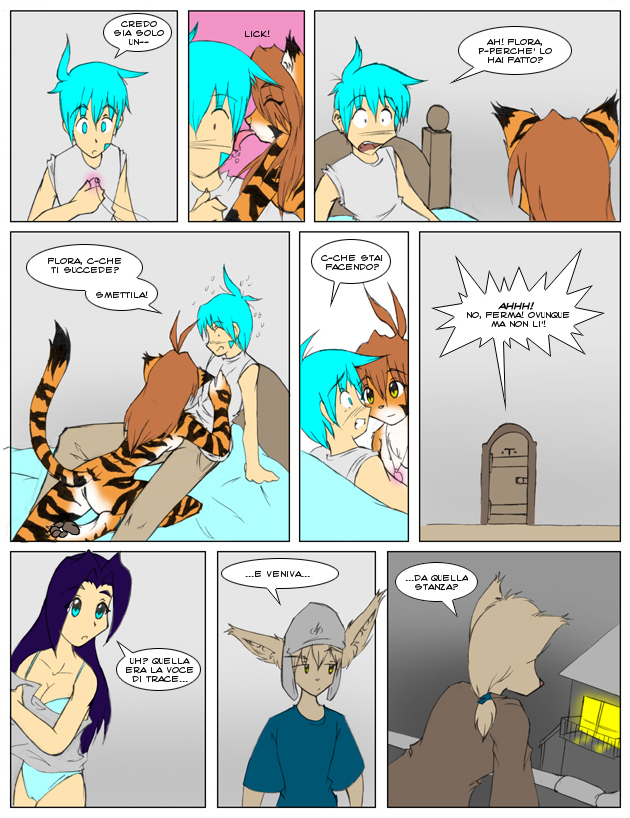 CREDO
SIA SOLO
UN--
LICK!
AH! FLORA,
P-PERCHE' LO
HAI FATTO?
FLORA, C-CHE
TI SUCCEDE?
SMETTILA!
C-CHE STAI
FACENDO?
AHHH!
NO, FERMA! OVUNQUE
MA NON LI'!
UH? QUELLA
ERA LA VOCE
DI TRACE...
...E VENIVA...
...DA QUELLA
STANZA?